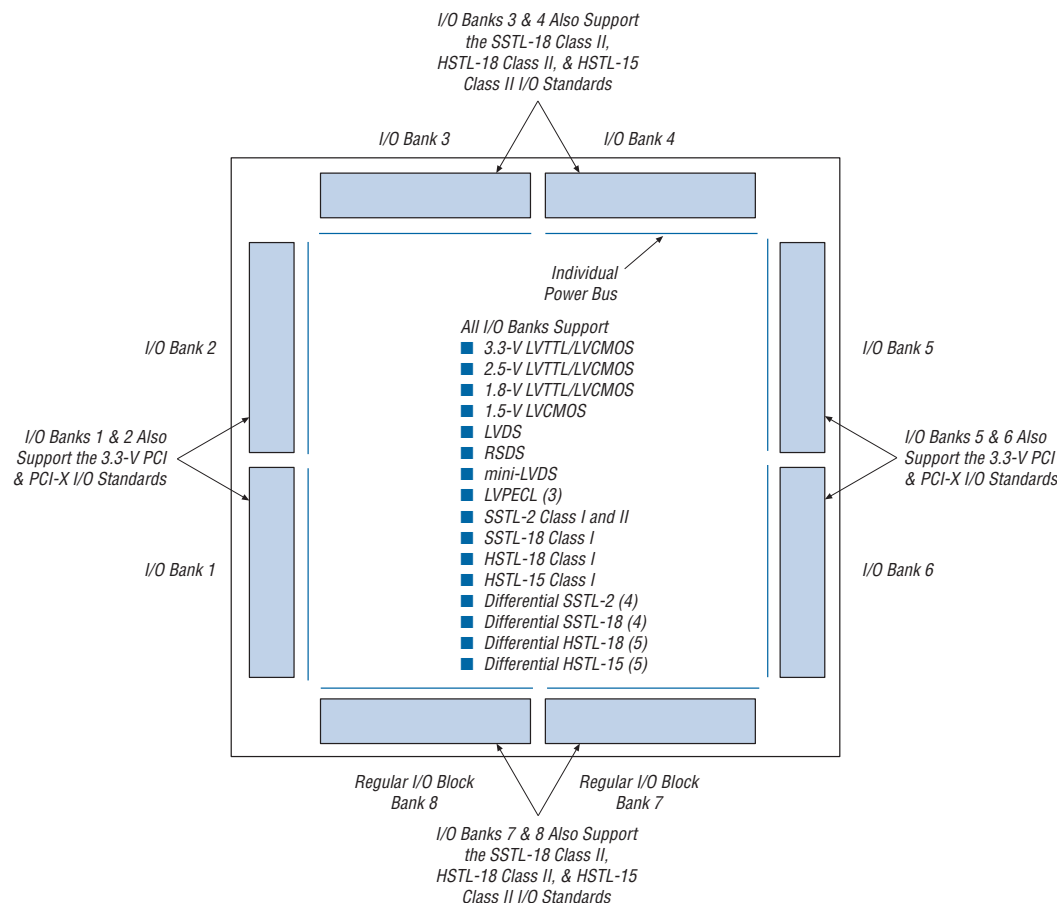 I/O Banks 3 & 4 Also Support
the SSTL-18 Class II,
HSTL-18 Class II, & HSTL-15
Class II I/O Standards
I/O Bank 3
I/O Bank 4
Individual
Power Bus
All I/O Banks Support
3.3-V LVTTL/LVCMOS
2.5-V LVTTL/LVCMOS
1.8-V LVTTL/LVCMOS
1.5-V LVCMOS
LVDS
RSDS
mini-LVDS
LVPECL (3)
SSTL-2 Class I and II
SSTL-18 Class I
HSTL-18 Class I
HSTL-15 Class I
Differential SSTL-2 (4)
Differential SSTL-18 (4)
Differential HSTL-18 (5)
Differential HSTL-15 (5)
I/O Bank 2
I/O Banks 1 & 2 Also
Support the 3.3-V PCI
& PCI-X I/O Standards
I/O Bank 1
I/O Bank 5
I/O Banks 5 & 6 Also
Support the 3.3-V PCI
& PCI-X I/O Standards
I/O Bank 6
Regular I/O Block
Bank 8
Regular I/O Block
Bank 7
I/O Banks 7 & 8 Also Support
the SSTL-18 Class II,
HSTL-18 Class II, & HSTL-15
Class II I/O Standards